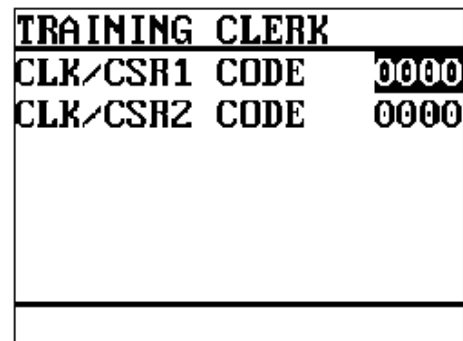 TRAINING CLERK
CLK/CSR1 CODE 0000
CLK/CSR2 CODE 0000